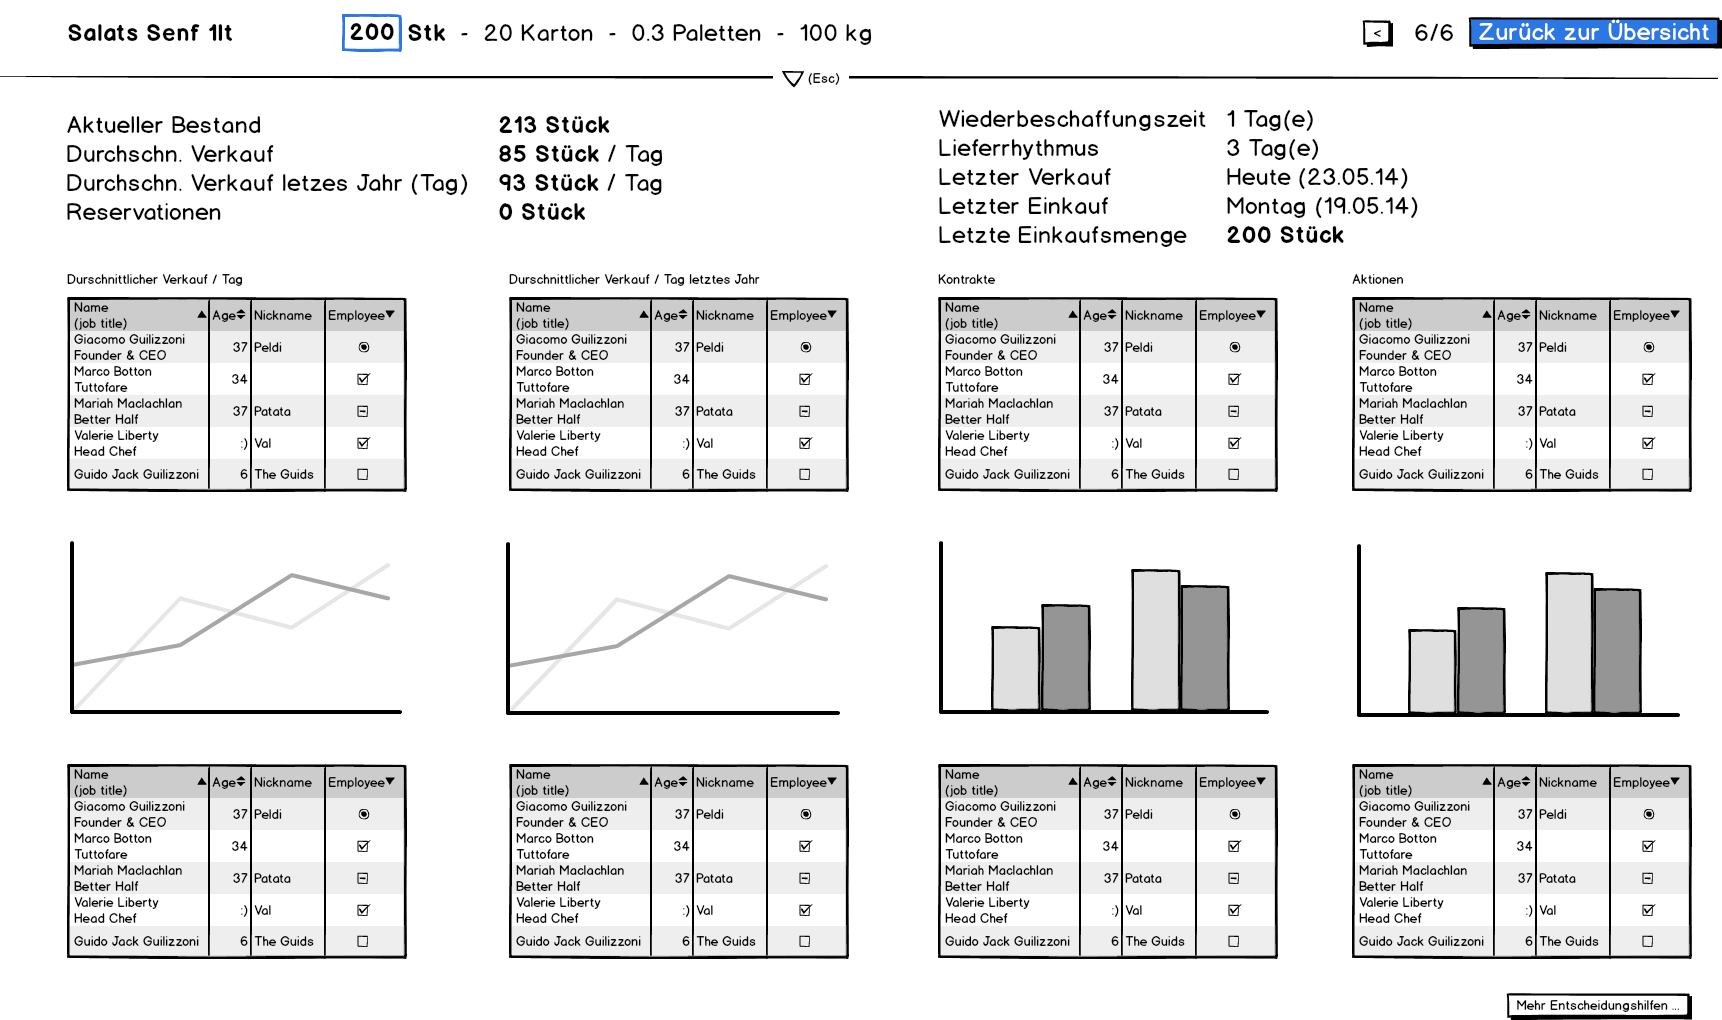 Salats Senf 1lt
200 Stk - 20 Karton - 0.3 Paletten - 100 kg
< 6/6 Zurück zur Übersicht
(Esc)
Aktueller Bestand 213 Stück
Durchschn. Verkauf 85 Stück / Tag
Durchschn. Verkauf letzes Jahr (Tag) 93 Stück / Tag
Reservationen 0 Stück
Wiederbeschaffungszeit 1 Tag(e)
Lieferrhythmus 3 Tag(e)
Letzter Verkauf Heute (23.05.14)
Letzter Einkauf Montag (19.05.14)
Letzte Einkaufsmenge 200 Stück
Durschnittlicher Verkauf / Tag
Name
(job title) Age Nickname Employee
Giacomo Guilizzoni
Founder & CEO 37 Peldi
Marco Botton
Tuttofare 34
Mariah Maclachlan
Better Half 37 Patata
Valerie Liberty
Head Chef :) Val
Guido Jack Guilizzoni 6 The Guids
Durschnittlicher Verkauf / Tag letztes Jahr
Name
(job title) Age Nickname Employee
Giacomo Guilizzoni
Founder & CEO 37 Peldi
Marco Botton
Tuttofare 34
Mariah Maclachlan
Better Half 37 Patata
Valerie Liberty
Head Chef :) Val
Guido Jack Guilizzoni 6 The Guids
Kontrakte
Name
(job title) Age Nickname Employee
Giacomo Guilizzoni
Founder & CEO 37 Peldi
Marco Botton
Tuttofare 34
Mariah Maclachlan
Better Half 37 Patata
Valerie Liberty
Head Chef :) Val
Guido Jack Guilizzoni 6 The Guids
Aktionen
Name
(job title) Age Nickname Employee
Giacomo Guilizzoni
Founder & CEO 37 Peldi
Marco Botton
Tuttofare 34
Mariah Maclachlan
Better Half 37 Patata
Valerie Liberty
Head Chef :) Val
Guido Jack Guilizzoni 6 The Guids
Name
(job title) Age Nickname Employee
Giacomo Guilizzoni
Founder & CEO 37 Peldi
Marco Botton
Tuttofare 34
Mariah Maclachlan
Better Half 37 Patata
Valerie Liberty
Head Chef :) Val
Guido Jack Guilizzoni 6 The Guids
Name
(job title) Age Nickname Employee
Giacomo Guilizzoni
Founder & CEO 37 Peldi
Marco Botton
Tuttofare 34
Mariah Maclachlan
Better Half 37 Patata
Valerie Liberty
Head Chef :) Val
Guido Jack Guilizzoni 6 The Guids
Name
(job title) Age Nickname Employee
Giacomo Guilizzoni
Founder & CEO 37 Peldi
Marco Botton
Tuttofare 34
Mariah Maclachlan
Better Half 37 Patata
Valerie Liberty
Head Chef :) Val
Guido Jack Guilizzoni 6 The Guids
Name
(job title) Age Nickname Employee
Giacomo Guilizzoni
Founder & CEO 37 Peldi
Marco Botton
Tuttofare 34
Mariah Maclachlan
Better Half 37 Patata
Valerie Liberty
Head Chef :) Val
Guido Jack Guilizzoni 6 The Guids
Mehr Entscheidungshilfen ...